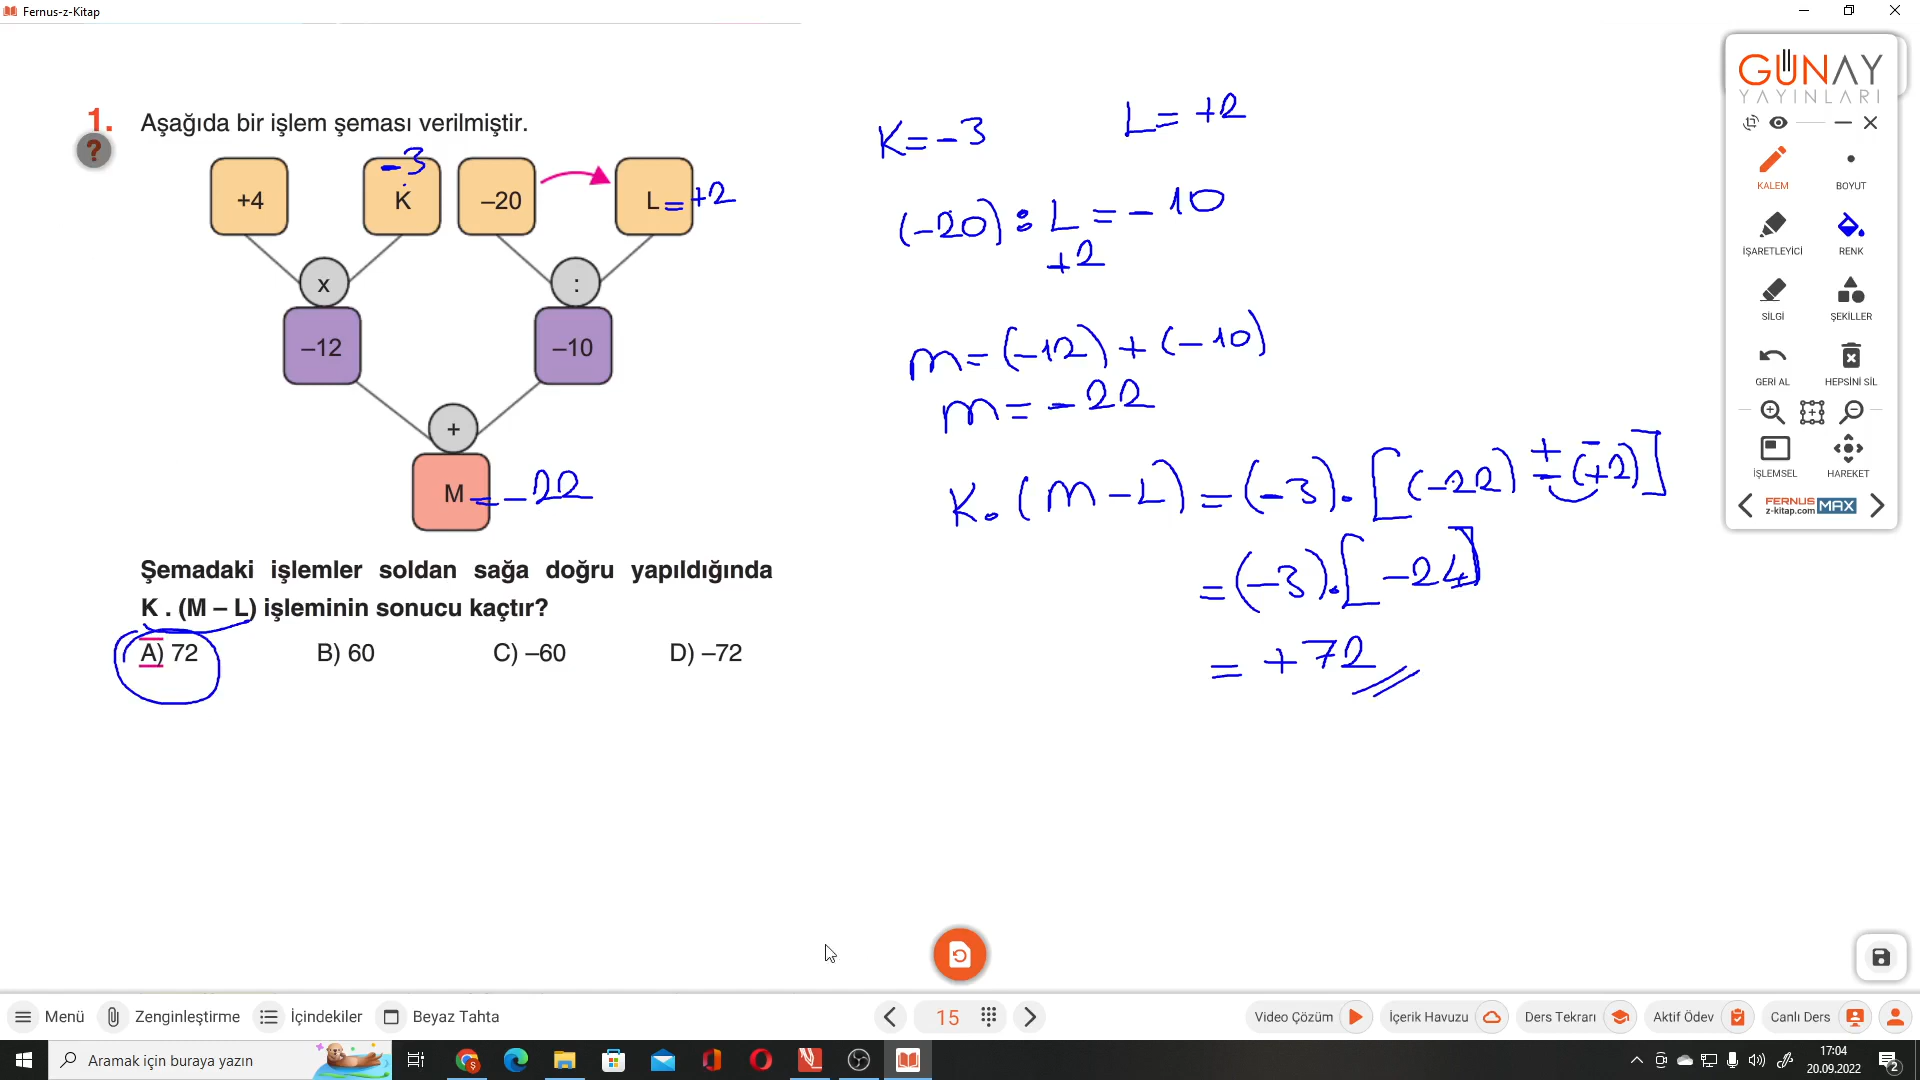 Fernus-z-Kitap
1. Aşağıda bir işlem şeması verilmiştir.
?
-3
+4 K –20 L = +2
x :
–12 –10
+
M = -22
Şemadaki işlemler soldan sağa doğru yapıldığında
K . (M – L) işleminin sonucu kaçtır?
A) 72 B) 60 C) –60 D) –72
K = -3 L = +2
(-20) : L = -10
+2
m = (-12) + (-10)
m = -22
K . (m - L) = (-3) . [(-22) - (+2)]
+ -
= (-3) . [-24]
= +72
GÜNAY
YAYINLARI
KALEM BOYUT
İŞARETLEYİCİ RENK
SİLGİ ŞEKİLLER
GERİ AL HEPSİNİ SİL
İŞLEMSEL HAREKET
FERNUS
z-kitap.com MAX
Menü Zenginleştirme İçindekiler Beyaz Tahta 15 Video Çözüm İçerik Havuzu Ders Tekrarı Aktif Ödev Canlı Ders
Aramak için buraya yazın
17:04
20.09.2022
2